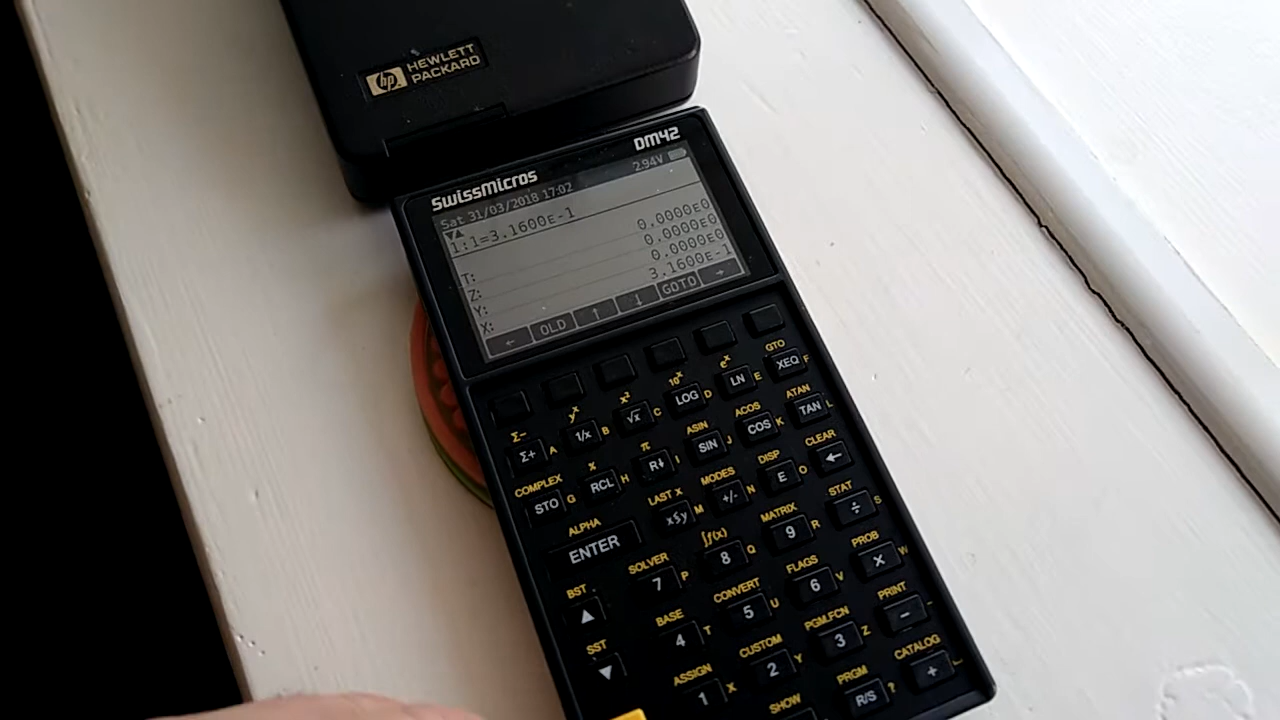 hp HEWLETT
PACKARD
DM42
SwissMicros
Sat 31/03/2018 17:02 2.94V
1:1=3.1600E-1
T: 0.0000E0
Z: 0.0000E0
Y: 0.0000E0
X: 3.1600E-1
← OLD ↑ ↓ GOTO →
Σ- y^x x² 10^x e^x GTO
Σ+ A 1/x B √x C LOG D LN E XEQ F
COMPLEX % π ASIN ACOS ATAN
STO G RCL H R↓ I SIN J COS K TAN L
ALPHA LAST X MODES DISP CLEAR
ENTER x≶y M +/- N E O ←
BST SOLVER ∫f(x) MATRIX STAT
▲ 7 P 8 Q 9 R ÷ S
SST BASE CONVERT FLAGS PROB
▼ 4 T 5 U 6 V × W
ASSIGN CUSTOM PGM.FCN PRINT
1 X 2 Y 3 Z − -
SHOW PRGM CATALOG
R/S ? +